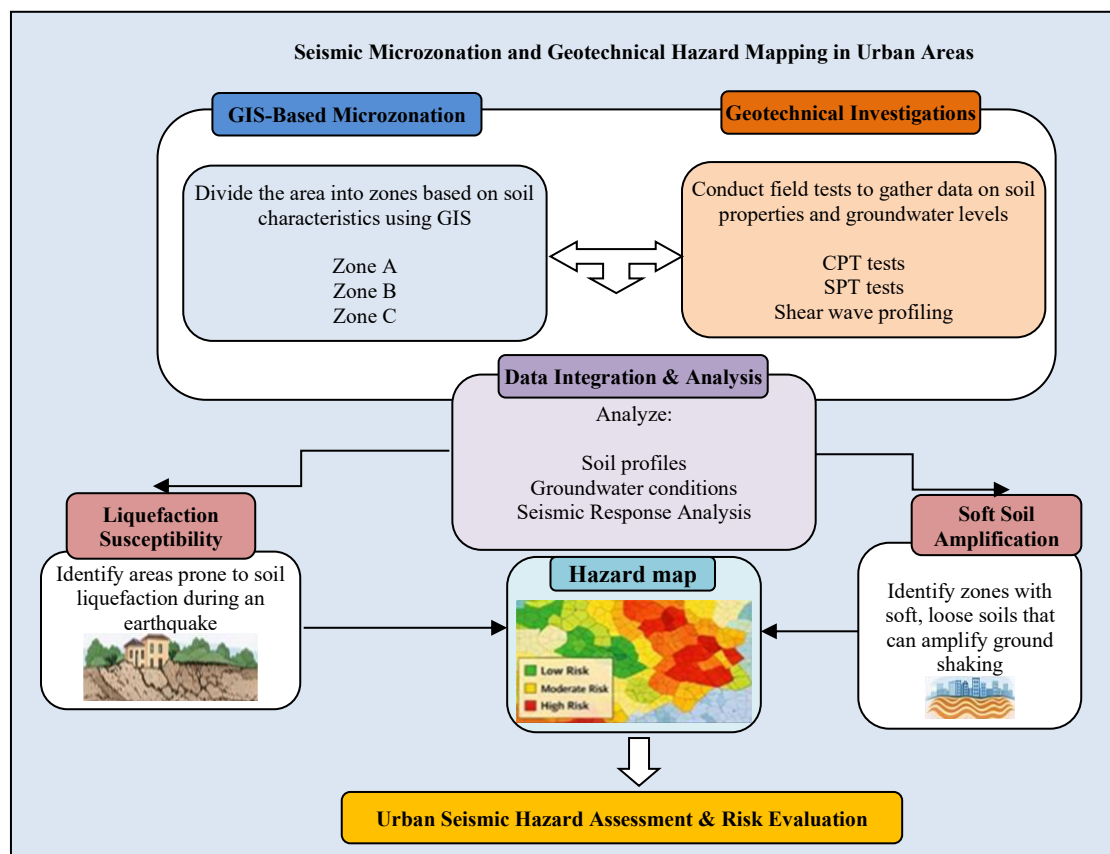 Seismic Microzonation and Geotechnical Hazard Mapping in Urban Areas
GIS-Based Microzonation
Divide the area into zones based on soil
characteristics using GIS
Zone A
Zone B
Zone C
Geotechnical Investigations
Conduct field tests to gather data on soil
properties and groundwater levels
CPT tests
SPT tests
Shear wave profiling
Data Integration & Analysis
Analyze:
Soil profiles
Groundwater conditions
Seismic Response Analysis
Liquefaction
Susceptibility
Identify areas prone to soil
liquefaction during an
earthquake
Hazard map
Low Risk
Moderate Risk
High Risk
Soft Soil
Amplification
Identify zones with
soft, loose soils that
can amplify ground
shaking
Urban Seismic Hazard Assessment & Risk Evaluation